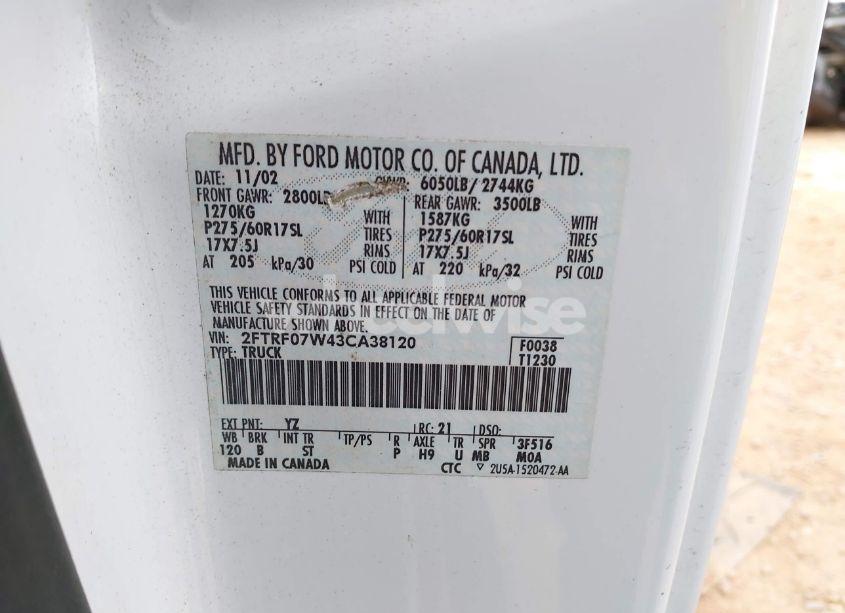 MFD. BY FORD MOTOR CO. OF CANADA, LTD.
DATE: 11/02 GVWR: 6050LB/ 2744KG
FRONT GAWR: 2800LB REAR GAWR: 3500LB
1270KG WITH 1587KG WITH
P275/60R17SL TIRES P275/60R17SL TIRES
17X7.5J RIMS 17X7.5J RIMS
AT 205 kPa/30 PSI COLD AT 220 kPa/32 PSI COLD
THIS VEHICLE CONFORMS TO ALL APPLICABLE FEDERAL MOTOR
VEHICLE SAFETY STANDARDS IN EFFECT ON THE DATE OF
MANUFACTURE SHOWN ABOVE.
VIN: 2FTRF07W43CA38120 F0038
TYPE: TRUCK T1230
EXT PNT: YZ RC: 21 DSO:
WB BRK INT TR TP/PS R AXLE TR SPR 3F516
120 B ST P H9 U MB MOA
MADE IN CANADA CTC 2U5A-1520472-AA